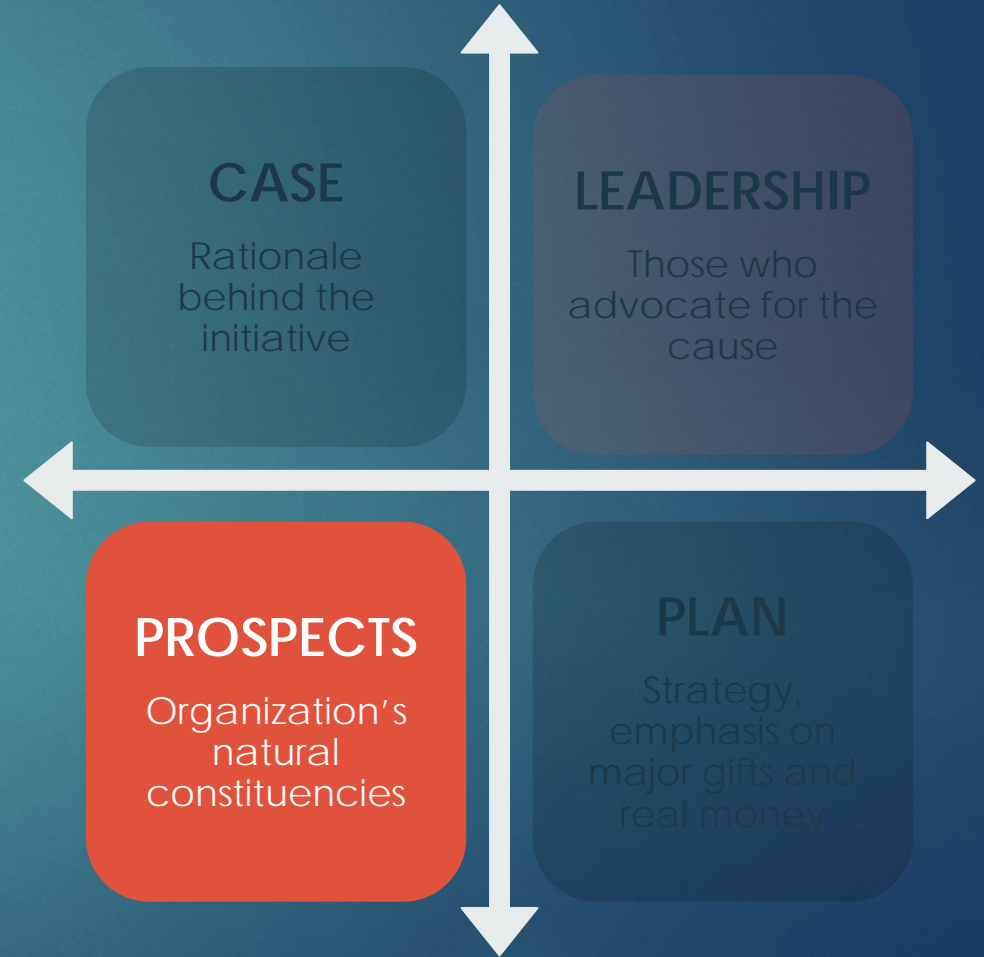 CASE
Rationale
behind the
initiative
LEADERSHIP
Those who
advocate for the
cause
PROSPECTS
Organization’s
natural
constituencies
PLAN
Strategy,
emphasis on
major gifts and
real money